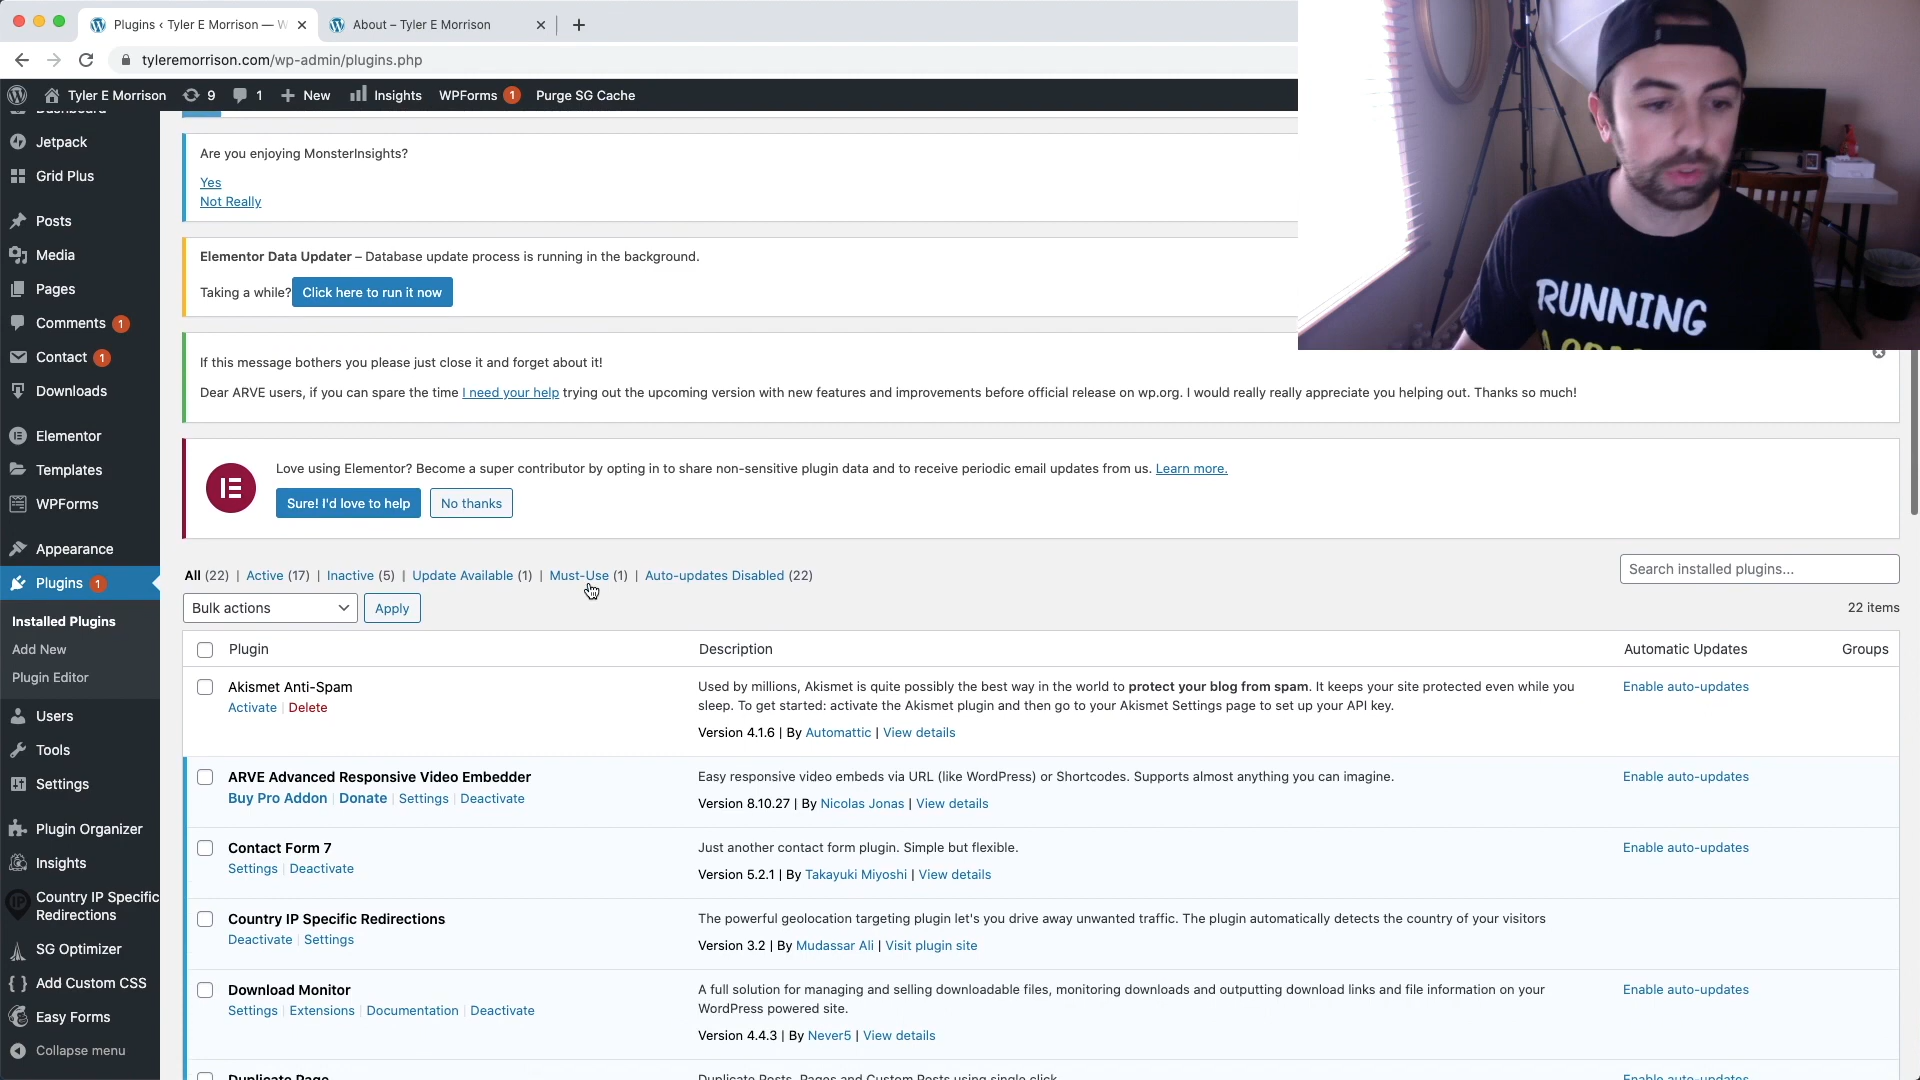 Plugins ‹ Tyler E Morrison — W
About – Tyler E Morrison
tyleremorrison.com/wp-admin/plugins.php
Tyler E Morrison 9 1 New Insights WPForms 1 Purge SG Cache
Dashboard
Jetpack
Grid Plus
Posts
Media
Pages
Comments 1
Contact 1
Downloads
Elementor
Templates
WPForms
Appearance
Plugins 1
Installed Plugins
Add New
Plugin Editor
Users
Tools
Settings
Plugin Organizer
Insights
Country IP Specific
Redirections
SG Optimizer
Add Custom CSS
Easy Forms
Collapse menu
Are you enjoying MonsterInsights?
Yes
Not Really
Elementor Data Updater – Database update process is running in the background.
Taking a while? Click here to run it now
If this message bothers you please just close it and forget about it!
Dear ARVE users, if you can spare the time I need your help trying out the upcoming version with new features and improvements before official release on wp.org. I would really really appreciate you helping out. Thanks so much!
Love using Elementor? Become a super contributor by opting in to share non-sensitive plugin data and to receive periodic email updates from us. Learn more.
Sure! I'd love to help No thanks
All (22) | Active (17) | Inactive (5) | Update Available (1) | Must-Use (1) | Auto-updates Disabled (22)
Search installed plugins...
Bulk actions Apply
22 items
Plugin Description Automatic Updates Groups
Akismet Anti-Spam
Activate | Delete
Used by millions, Akismet is quite possibly the best way in the world to protect your blog from spam. It keeps your site protected even while you
sleep. To get started: activate the Akismet plugin and then go to your Akismet Settings page to set up your API key.
Version 4.1.6 | By Automattic | View details
Enable auto-updates
ARVE Advanced Responsive Video Embedder
Buy Pro Addon | Donate | Settings | Deactivate
Easy responsive video embeds via URL (like WordPress) or Shortcodes. Supports almost anything you can imagine.
Version 8.10.27 | By Nicolas Jonas | View details
Enable auto-updates
Contact Form 7
Settings | Deactivate
Just another contact form plugin. Simple but flexible.
Version 5.2.1 | By Takayuki Miyoshi | View details
Enable auto-updates
Country IP Specific Redirections
Deactivate | Settings
The powerful geolocation targeting plugin let's you drive away unwanted traffic. The plugin automatically detects the country of your visitors
Version 3.2 | By Mudassar Ali | Visit plugin site
Download Monitor
Settings | Extensions | Documentation | Deactivate
A full solution for managing and selling downloadable files, monitoring downloads and outputting download links and file information on your
WordPress powered site.
Version 4.4.3 | By Never5 | View details
Enable auto-updates
Duplicate Page
Duplicate Posts, Pages and Custom Posts using single click.
Enable auto-updates
RUNNING